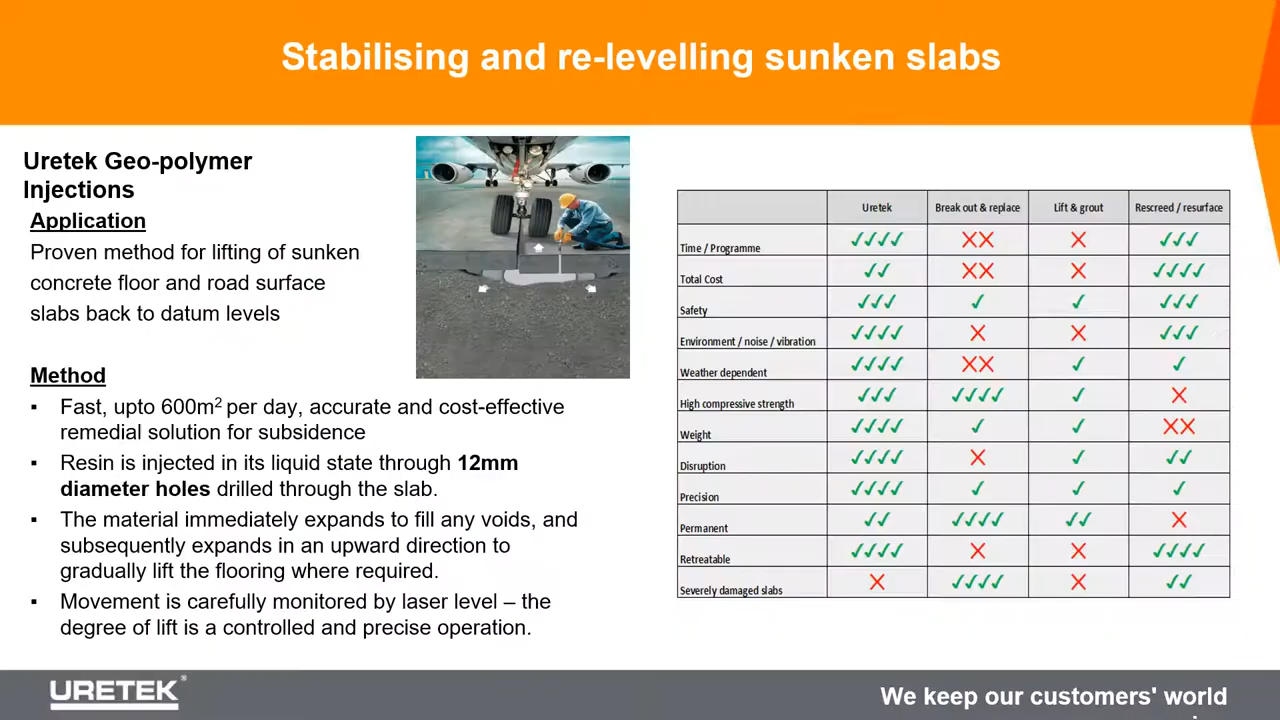 Stabilising and re-levelling sunken slabs
Uretek Geo-polymer
Injections
Application
Proven method for lifting of sunken
concrete floor and road surface
slabs back to datum levels
Method
▪ Fast, upto 600m² per day, accurate and cost-effective
remedial solution for subsidence
▪ Resin is injected in its liquid state through 12mm
diameter holes drilled through the slab.
▪ The material immediately expands to fill any voids, and
subsequently expands in an upward direction to
gradually lift the flooring where required.
▪ Movement is carefully monitored by laser level – the
degree of lift is a controlled and precise operation.
Uretek Break out & replace Lift & grout Rescreed / resurface
Time / Programme ✓✓✓✓ XX X ✓✓✓
Total Cost ✓✓ XX X ✓✓✓✓
Safety ✓✓✓ ✓ ✓ ✓✓✓
Environment / noise / vibration ✓✓✓✓ X X ✓✓✓
Weather dependent ✓✓✓✓ XX ✓ ✓
High compressive strength ✓✓✓ ✓✓✓✓ ✓ X
Weight ✓✓✓✓ ✓ ✓ XX
Disruption ✓✓✓✓ X ✓ ✓✓
Precision ✓✓✓✓ ✓ ✓ ✓
Permanent ✓✓ ✓✓✓✓ ✓✓ X
Retreatable ✓✓✓✓ X X ✓✓✓✓
Severely damaged slabs X ✓✓✓✓ X ✓✓
URETEK®
We keep our customers' world